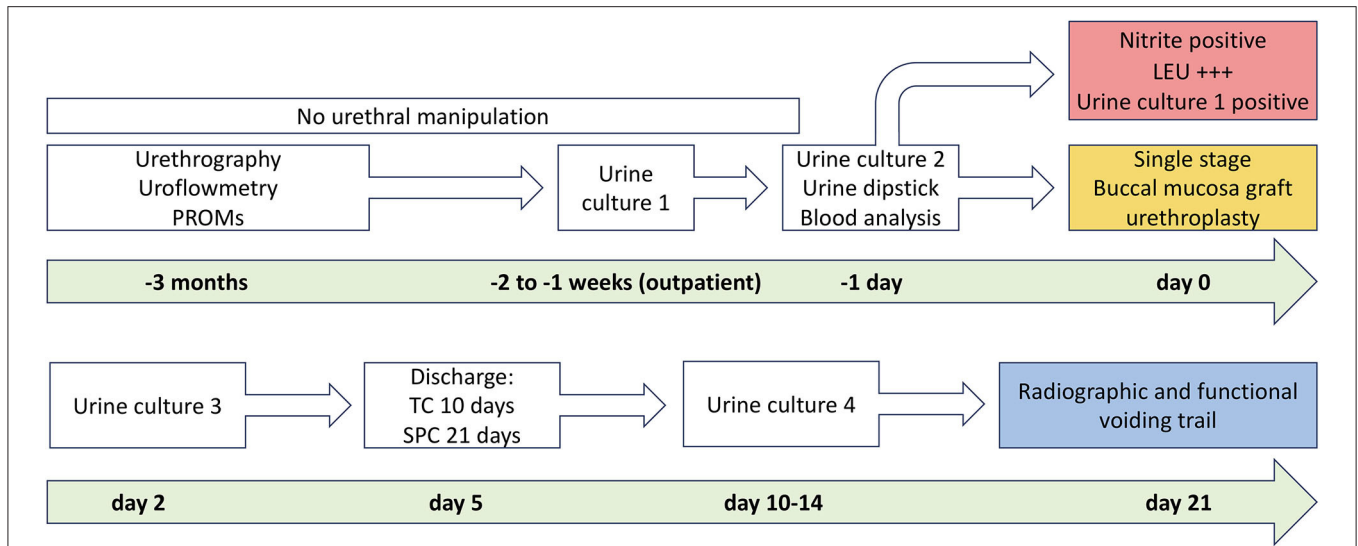 Nitrite positive
LEU +++
Urine culture 1 positive
No urethral manipulation
Urethrography
Uroflowmetry
PROMs
Urine
culture 1
Urine culture 2
Urine dipstick
Blood analysis
Single stage
Buccal mucosa graft
urethroplasty
-3 months
-2 to -1 weeks (outpatient)
-1 day
day 0
Urine culture 3
Discharge:
TC 10 days
SPC 21 days
Urine culture 4
Radiographic and functional
voiding trail
day 2
day 5
day 10-14
day 21